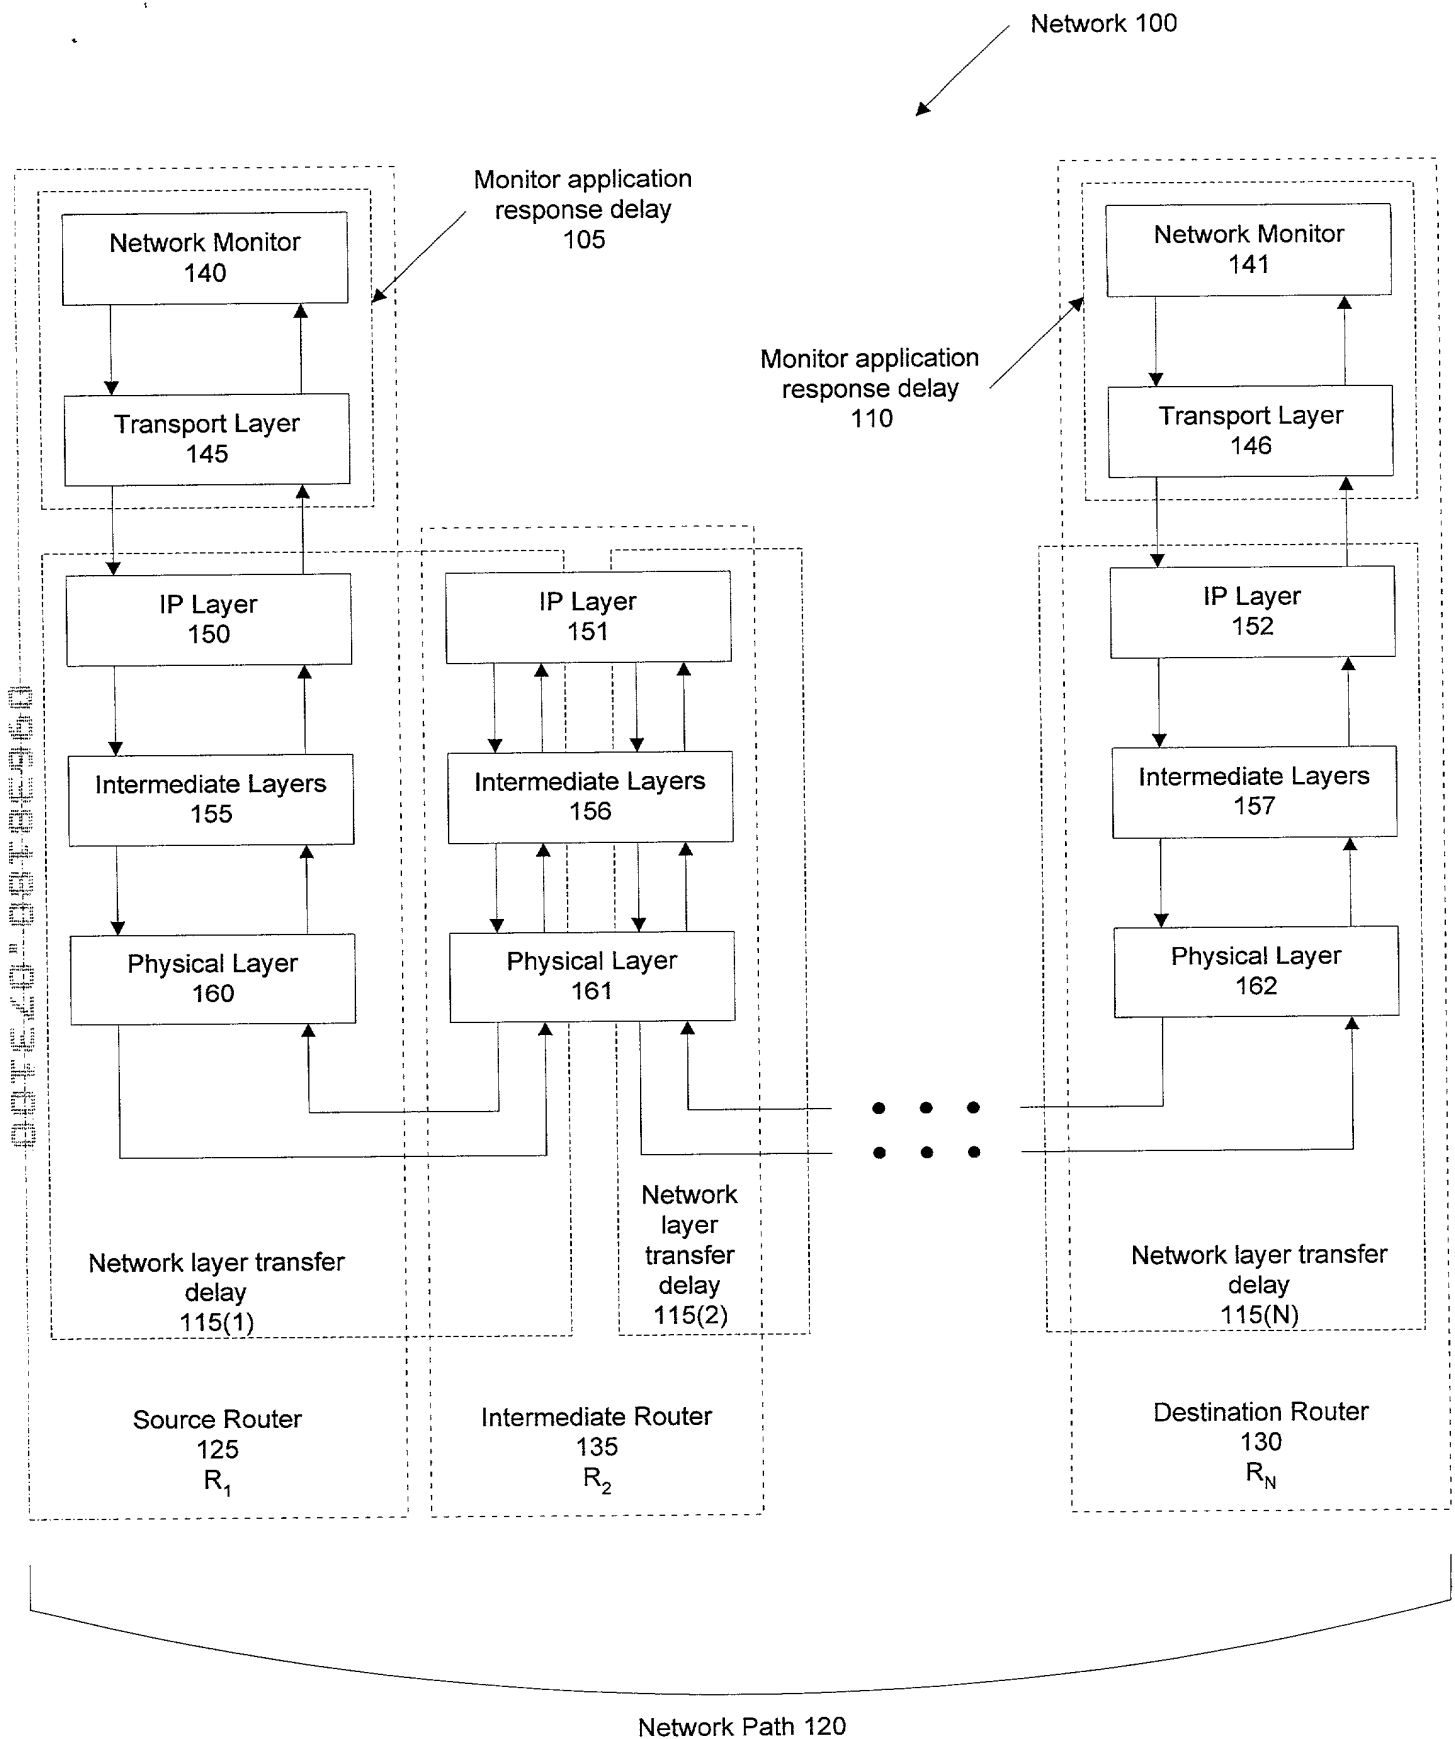 Network 100
Monitor application
response delay
105
Network Monitor
140
Transport Layer
145
Monitor application
response delay
110
Network Monitor
141
Transport Layer
146
IP Layer
150
IP Layer
151
IP Layer
152
Intermediate Layers
155
Intermediate Layers
156
Intermediate Layers
157
Physical Layer
160
Physical Layer
161
Physical Layer
162
Network layer transfer
delay
115(1)
Network
layer
transfer
delay
115(2)
Network layer transfer
delay
115(N)
Source Router
125
R1
Intermediate Router
135
R2
Destination Router
130
RN
Network Path 120